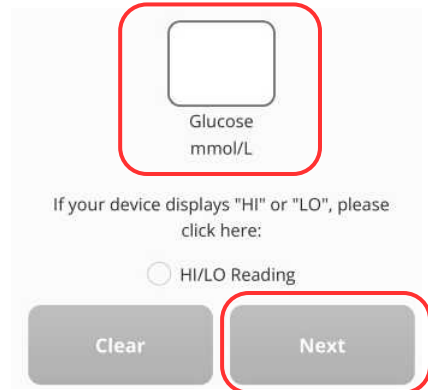 Glucose
mmol/L
If your device displays "HI" or "LO", please
click here:
HI/LO Reading
Clear
Next